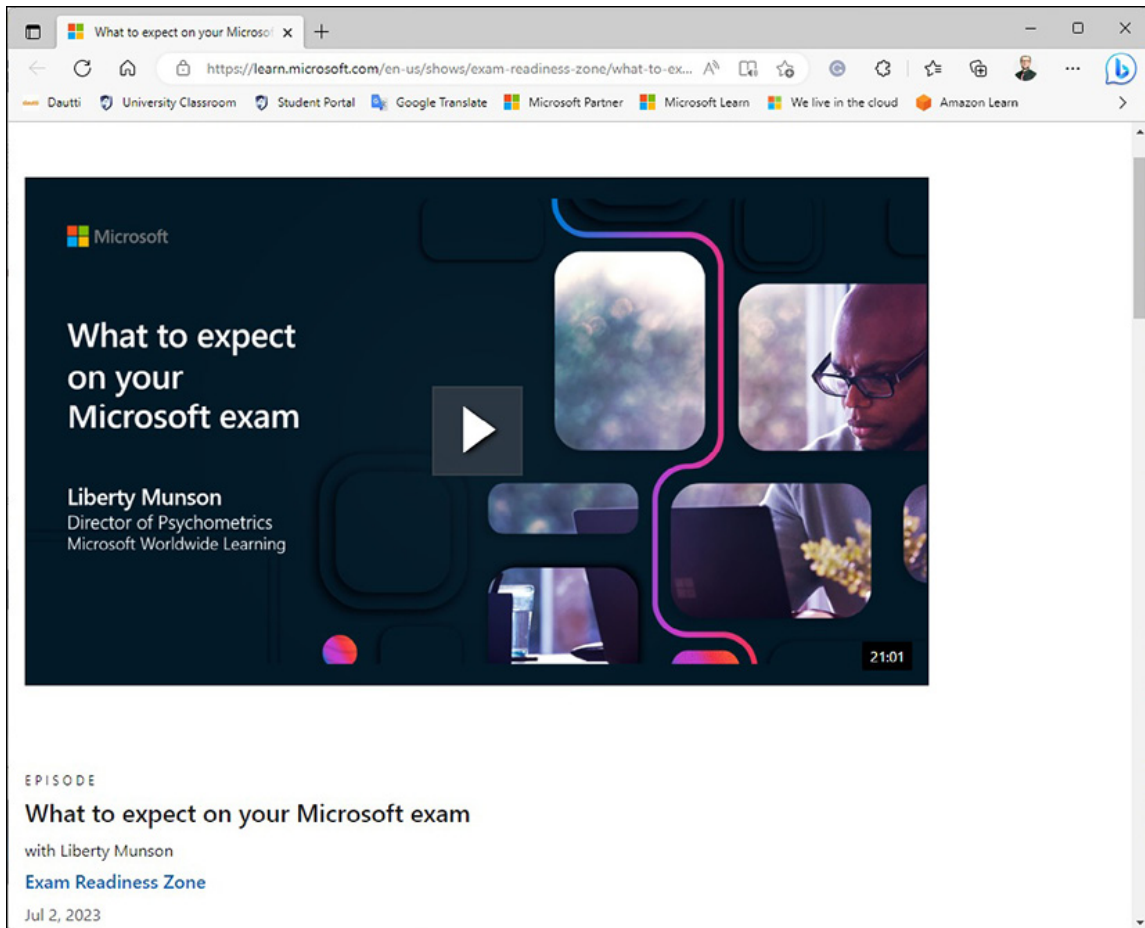 What to expect on your Microsof
https://learn.microsoft.com/en-us/shows/exam-readiness-zone/what-to-ex...
Dautti University Classroom Student Portal Google Translate Microsoft Partner Microsoft Learn We live in the cloud Amazon Learn
Microsoft
What to expect
on your
Microsoft exam
Liberty Munson
Director of Psychometrics
Microsoft Worldwide Learning
21:01
EPISODE
What to expect on your Microsoft exam
with Liberty Munson
Exam Readiness Zone
Jul 2, 2023